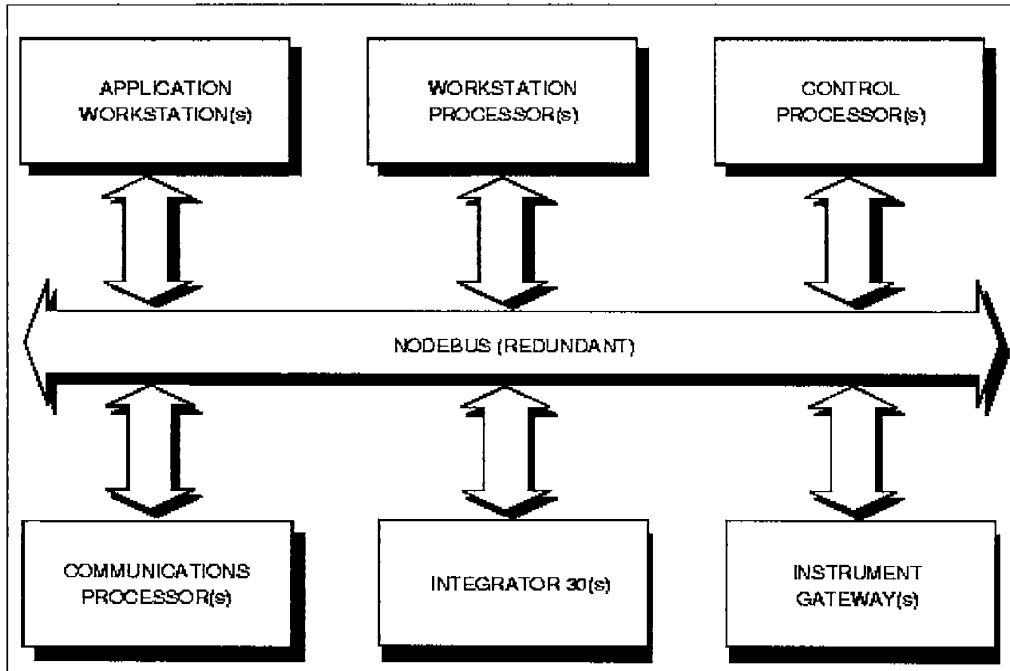 APPLICATION
WORKSTATION(s)
WORKSTATION
PROCESSOR(s)
CONTROL
PROCESSOR(s)
NODEBUS (REDUNDANT)
COMMUNICATIONS
PROCESSOR(s)
INTEGRATOR 30(s)
INSTRUMENT
GATEWAY(s)